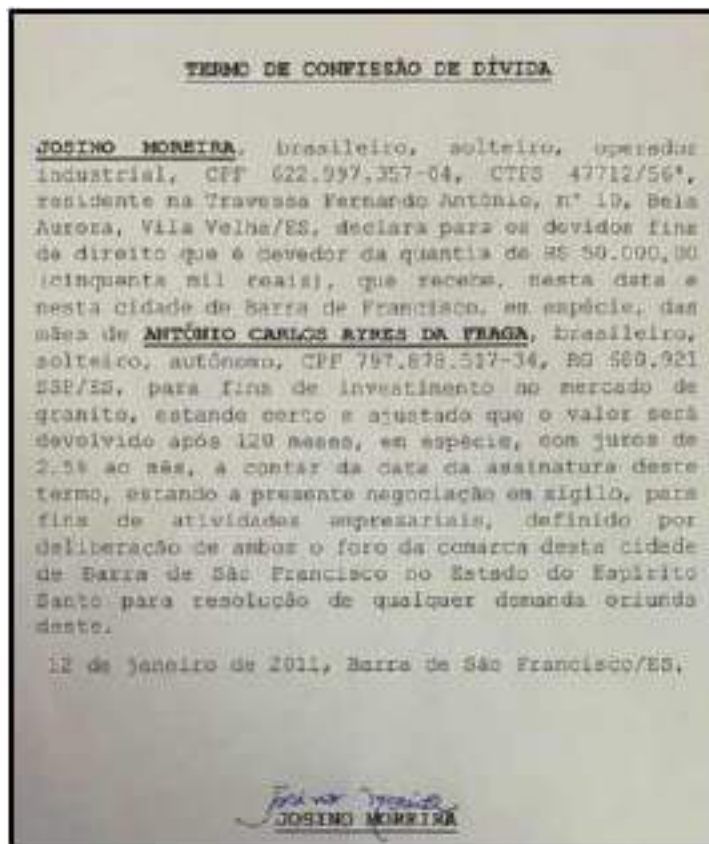 TERMO DE CONFISSÃO DE DÍVIDA
JOSINO MOREIRA, brasileiro, solteiro, operador
industrial, CPF 622.997.357-04, CTPS 47712/56ª,
residente na Travessa Fernando Antônio, n° 10, Bela
Aurora, Vila Velha/ES, declara para os devidos fins
de direito que é devedor da quantia de R$ 50.000,00
(cinquenta mil reais), que recebe, nesta data e
nesta cidade de Barra de Francisco, em espécie, das
mãos de ANTÔNIO CARLOS AYRES DA FRAGA, brasileiro,
solteiro, autônomo, CPF 797.878.517-34, RG 680.921
SSP/ES, para fins de investimento no mercado de
granito, estando certo e ajustado que o valor será
devolvido após 120 meses, em espécie, com juros de
2.5% ao mês, a contar da data da assinatura deste
termo, estando a presente negociação em sigilo, para
fins de atividades empresariais, definido por
deliberação de ambos o foro da comarca desta cidade
de Barra de São Francisco no Estado do Espírito
Santo para resolução de qualquer demanda oriunda
deste.
12 de janeiro de 2011, Barra de São Francisco/ES.
Josino Moreira
JOSINO MOREIRA